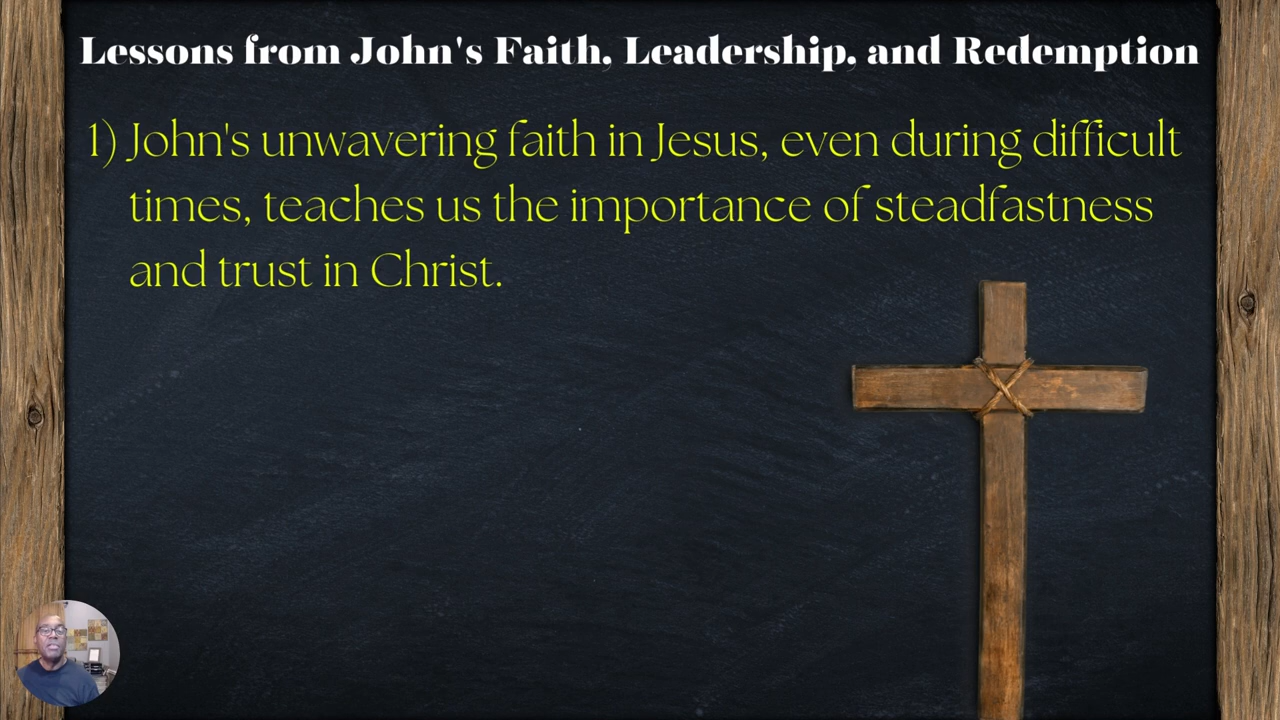 Lessons from John's Faith, Leadership, and Redemption
1) John's unwavering faith in Jesus, even during difficult
times, teaches us the importance of steadfastness
and trust in Christ.